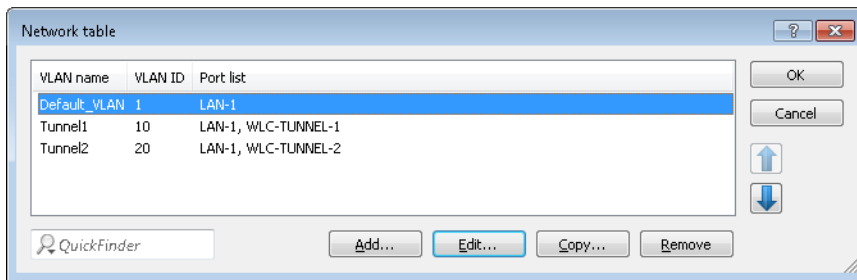 Network table
VLAN name VLAN ID Port list
Default_VLAN 1 LAN-1
Tunnel1 10 LAN-1, WLC-TUNNEL-1
Tunnel2 20 LAN-1, WLC-TUNNEL-2
OK
Cancel
QuickFinder
Add...
Edit...
Copy...
Remove